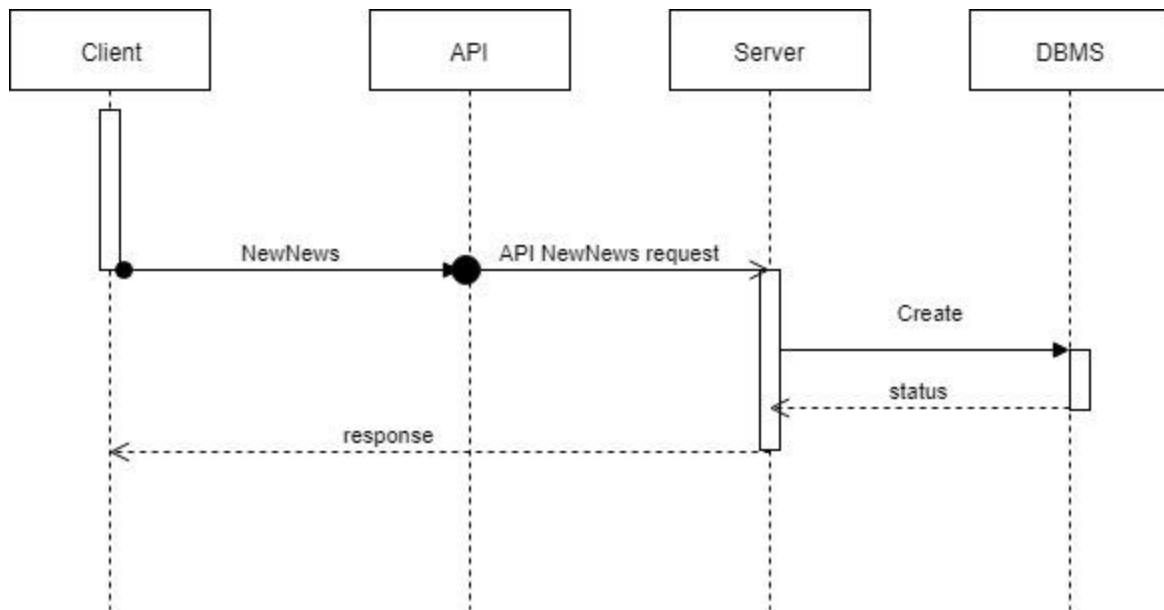 Client
API
Server
DBMS
NewNews
API NewNews request
Create
status
response